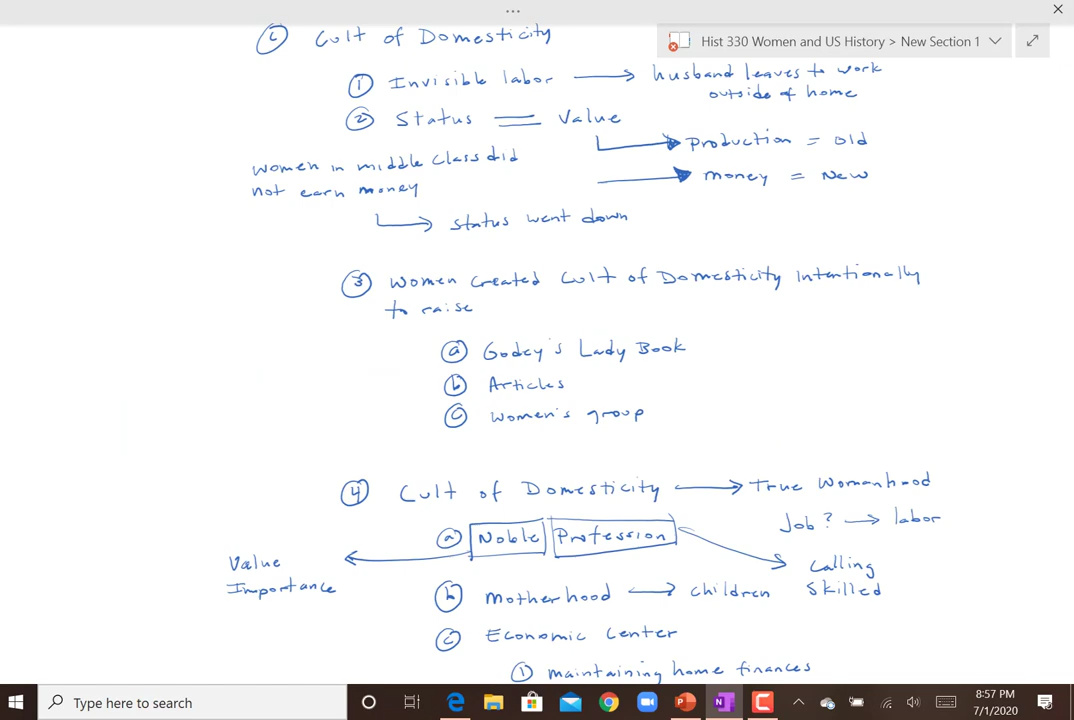 Hist 330 Women and US History > New Section 1
C Cult of Domesticity
1 Invisible labor → husband leaves to work
outside of home
2 Status = Value
→ production = old
→ money = New
women in middle class did
not earn money
→ status went down
3 Women created Cult of Domesticity Intentionally
to raise
a Godey's Lady Book
b Articles
c Women's group
4 Cult of Domesticity → True Womanhood
Job? → labor
a Noble Profession
Value
Importance
calling
skilled
b Motherhood → children
c Economic Center
1 maintaining home finances
Type here to search
8:57 PM
7/1/2020